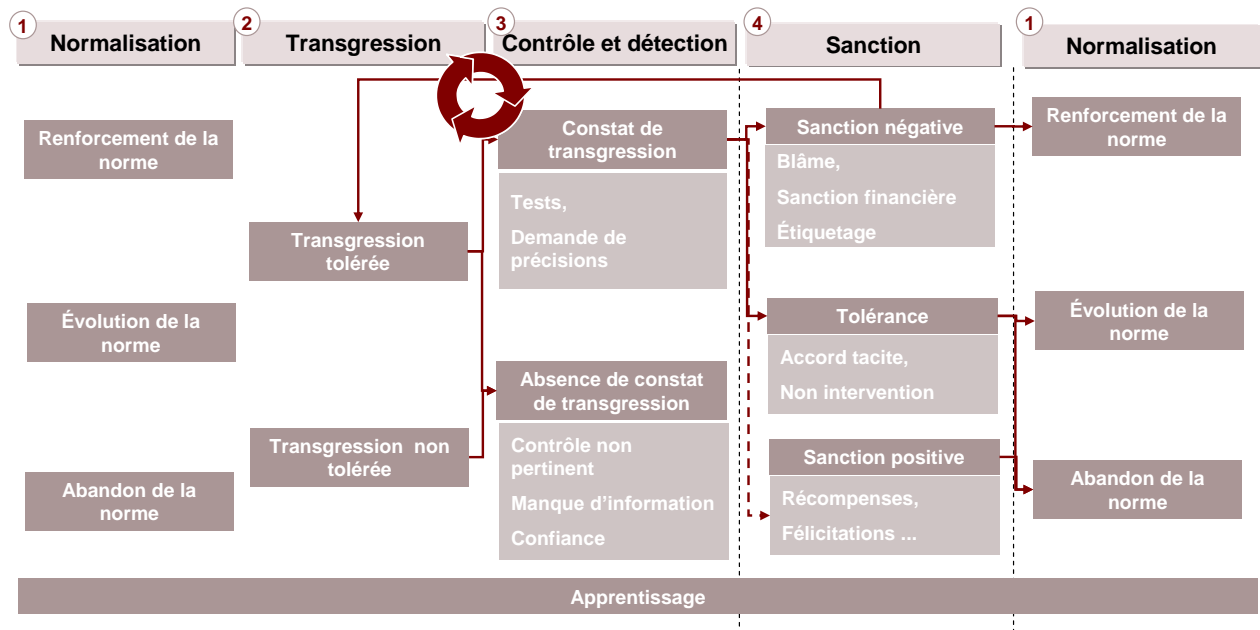 1
Normalisation
2
Transgression
3
Contrôle et détection
4
Sanction
1
Normalisation
Renforcement de la
norme
Évolution de la
norme
Abandon de la
norme
Transgression
tolérée
Transgression  non
tolérée
Constat de
transgression
Tests,
Demande de
précisions
Absence de constat
de transgression
Contrôle non
pertinent
Manque d'information
Confiance
Sanction négative
Blâme,
Sanction financière
Étiquetage
Tolérance
Accord tacite,
Non intervention
Sanction positive
Récompenses,
Félicitations ...
Renforcement de la
norme
Évolution de la
norme
Abandon de la
norme
Apprentissage